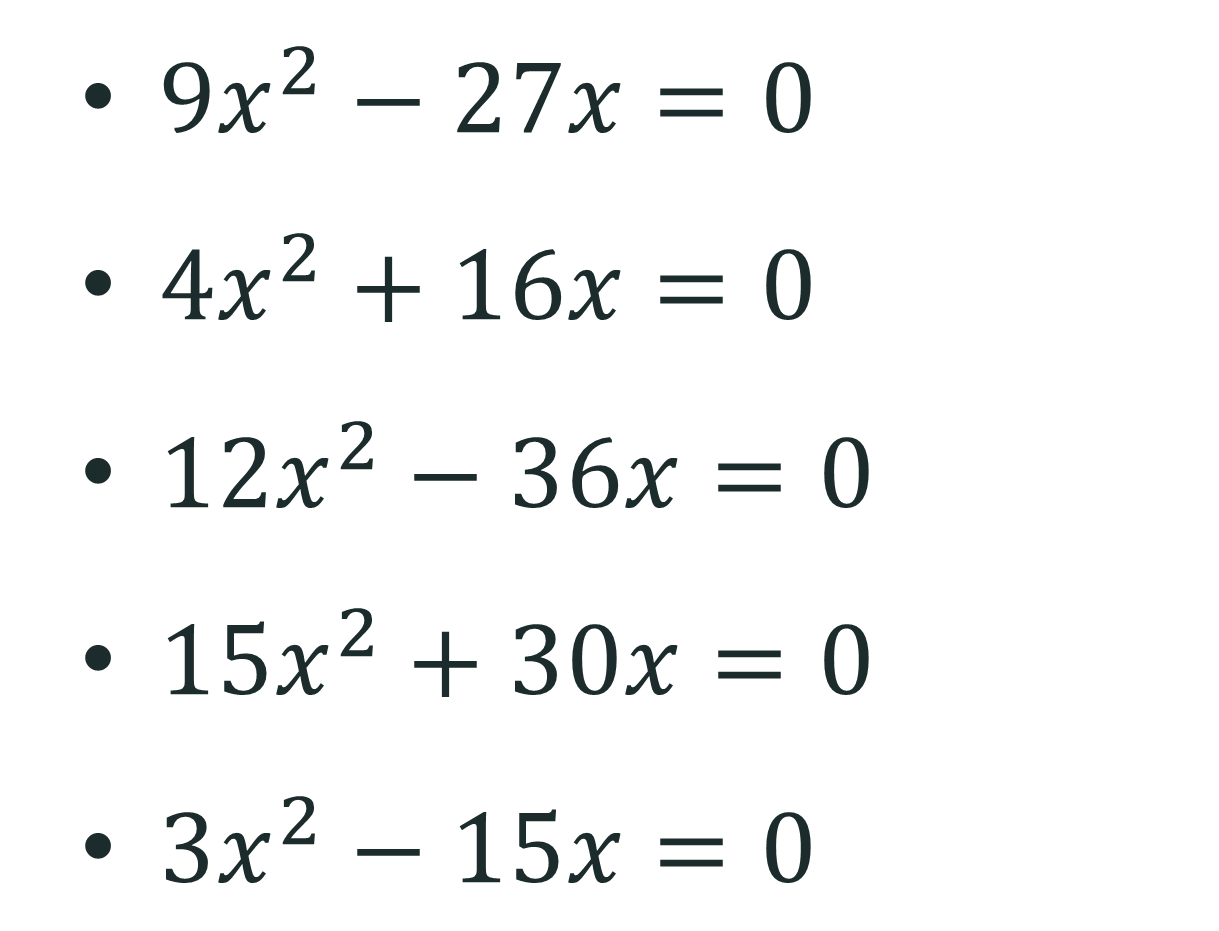 • 9x² − 27x = 0
• 4x² + 16x = 0
• 12x² − 36x = 0
• 15x² + 30x = 0
• 3x² − 15x = 0